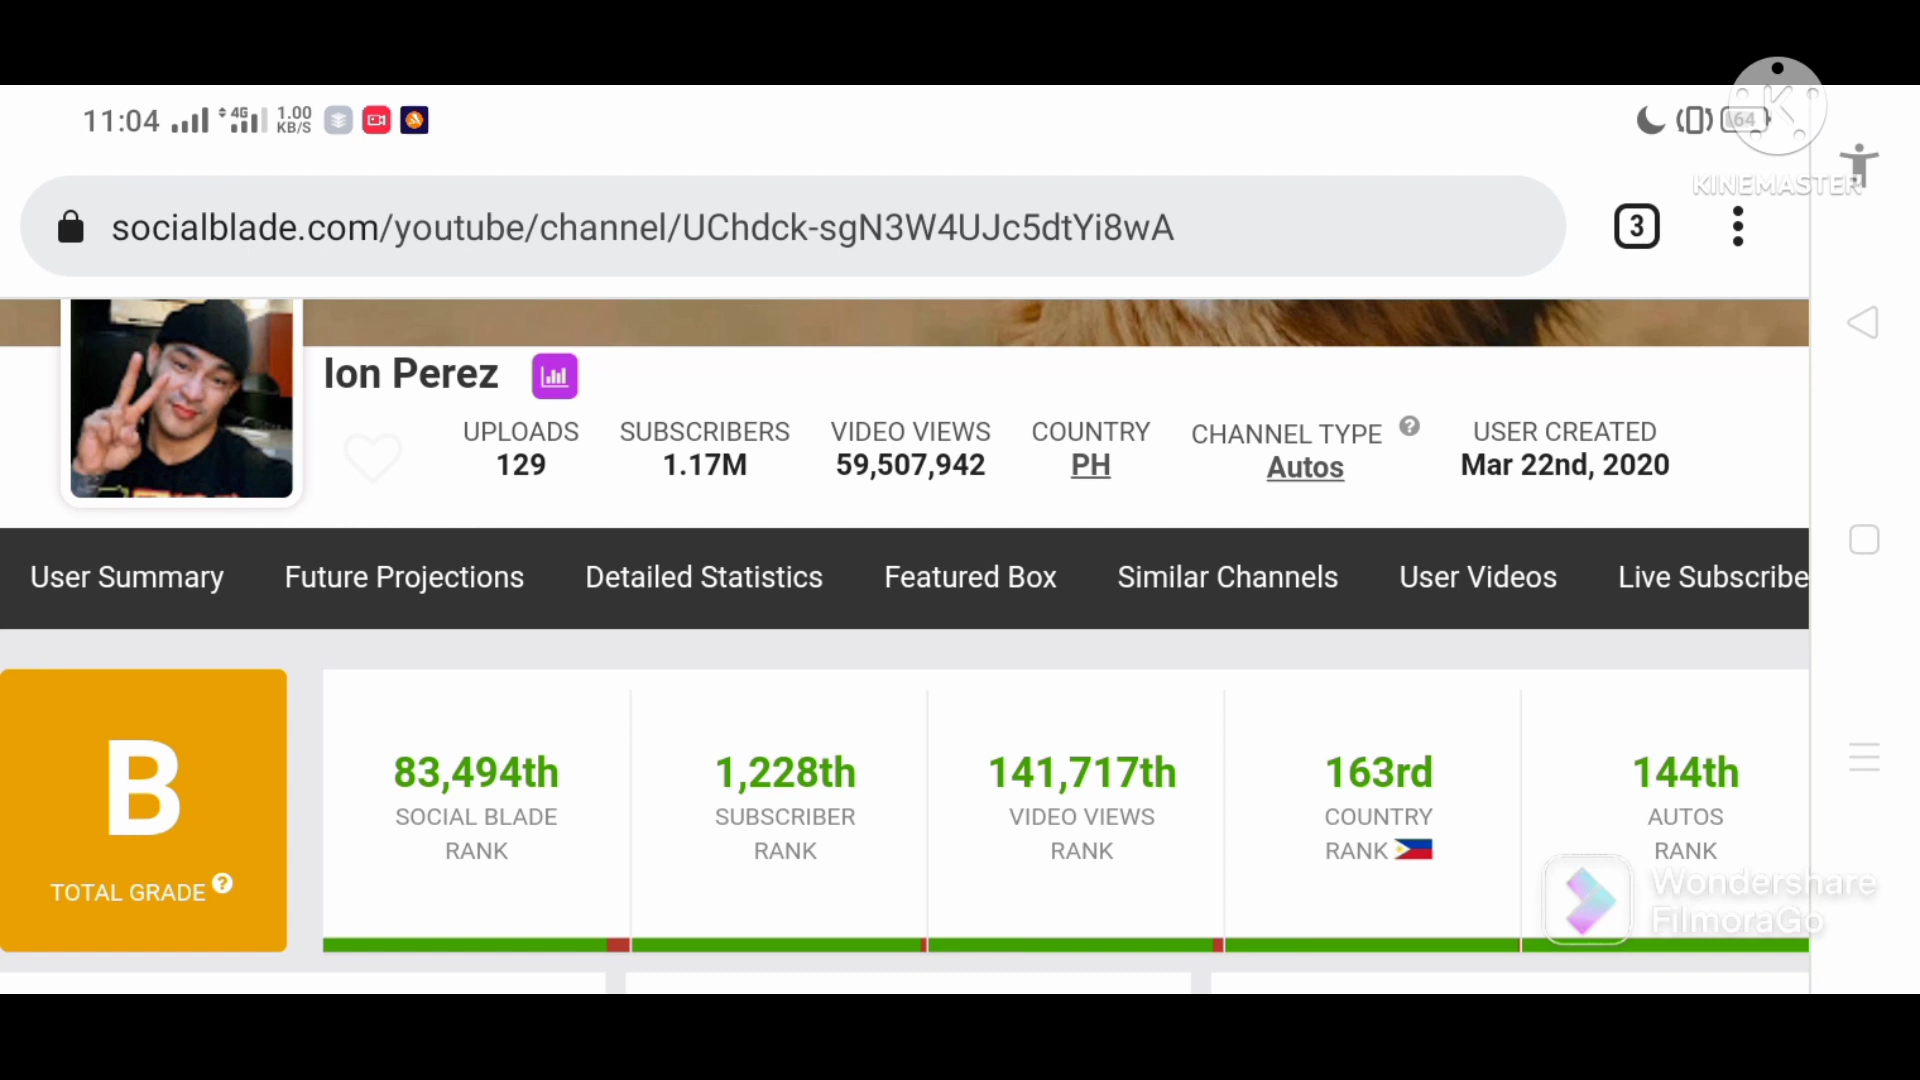 11:04 4G 1.00 KB/S 64
KINEMASTER
socialblade.com/youtube/channel/UChdck-sgN3W4UJc5dtYi8wA 3
Ion Perez
UPLOADS SUBSCRIBERS VIDEO VIEWS COUNTRY CHANNEL TYPE ? USER CREATED
129 1.17M 59,507,942 PH Autos Mar 22nd, 2020
User Summary Future Projections Detailed Statistics Featured Box Similar Channels User Videos Live Subscribe
B
TOTAL GRADE ?
83,494th 1,228th 141,717th 163rd 144th
SOCIAL BLADE SUBSCRIBER VIDEO VIEWS COUNTRY AUTOS
RANK RANK RANK RANK RANK
Wondershare
FilmoraGo